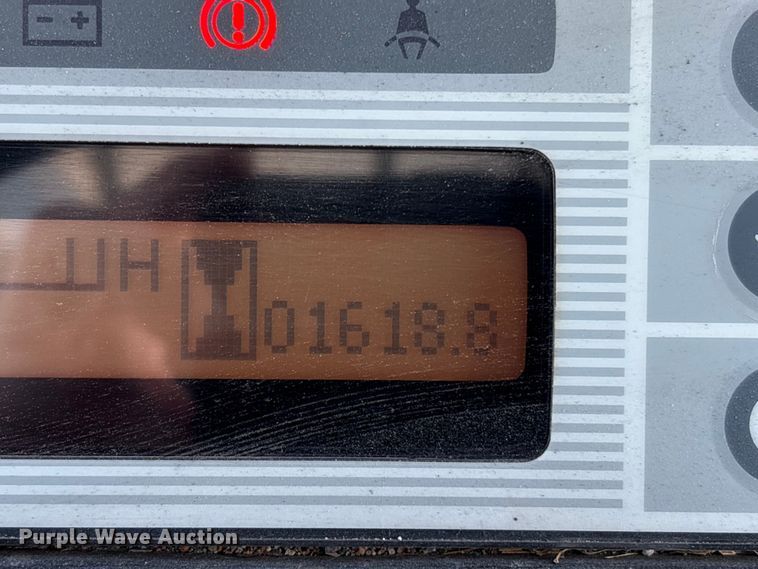 - +
H
01618.8
Purple Wave Auction